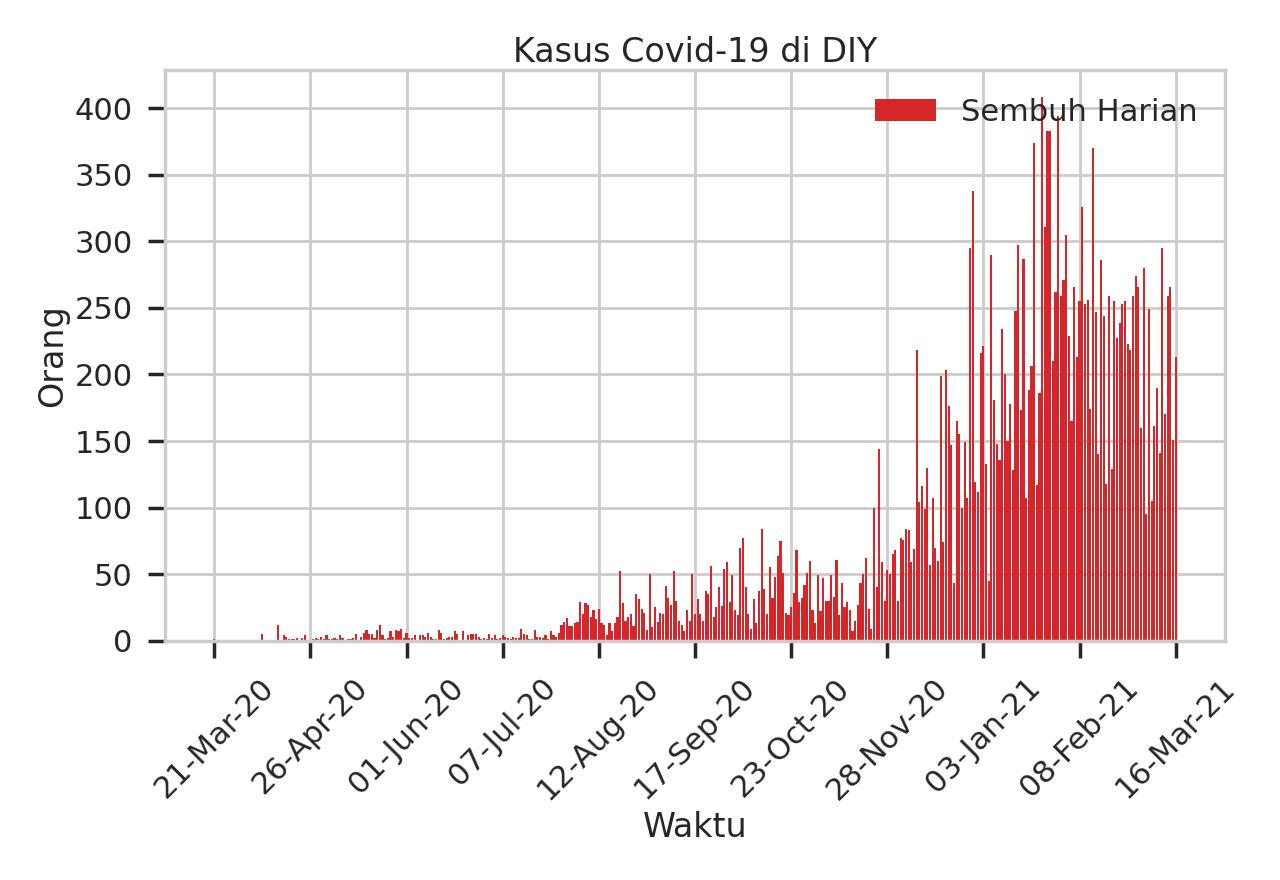 Kasus Covid-19 di DIY
Sembuh Harian
Orang
400
350
300
250
200
150
100
50
0
21-Mar-20
26-Apr-20
01-Jun-20
07-Jul-20
12-Aug-20
17-Sep-20
23-Oct-20
28-Nov-20
03-Jan-21
08-Feb-21
16-Mar-21
Waktu